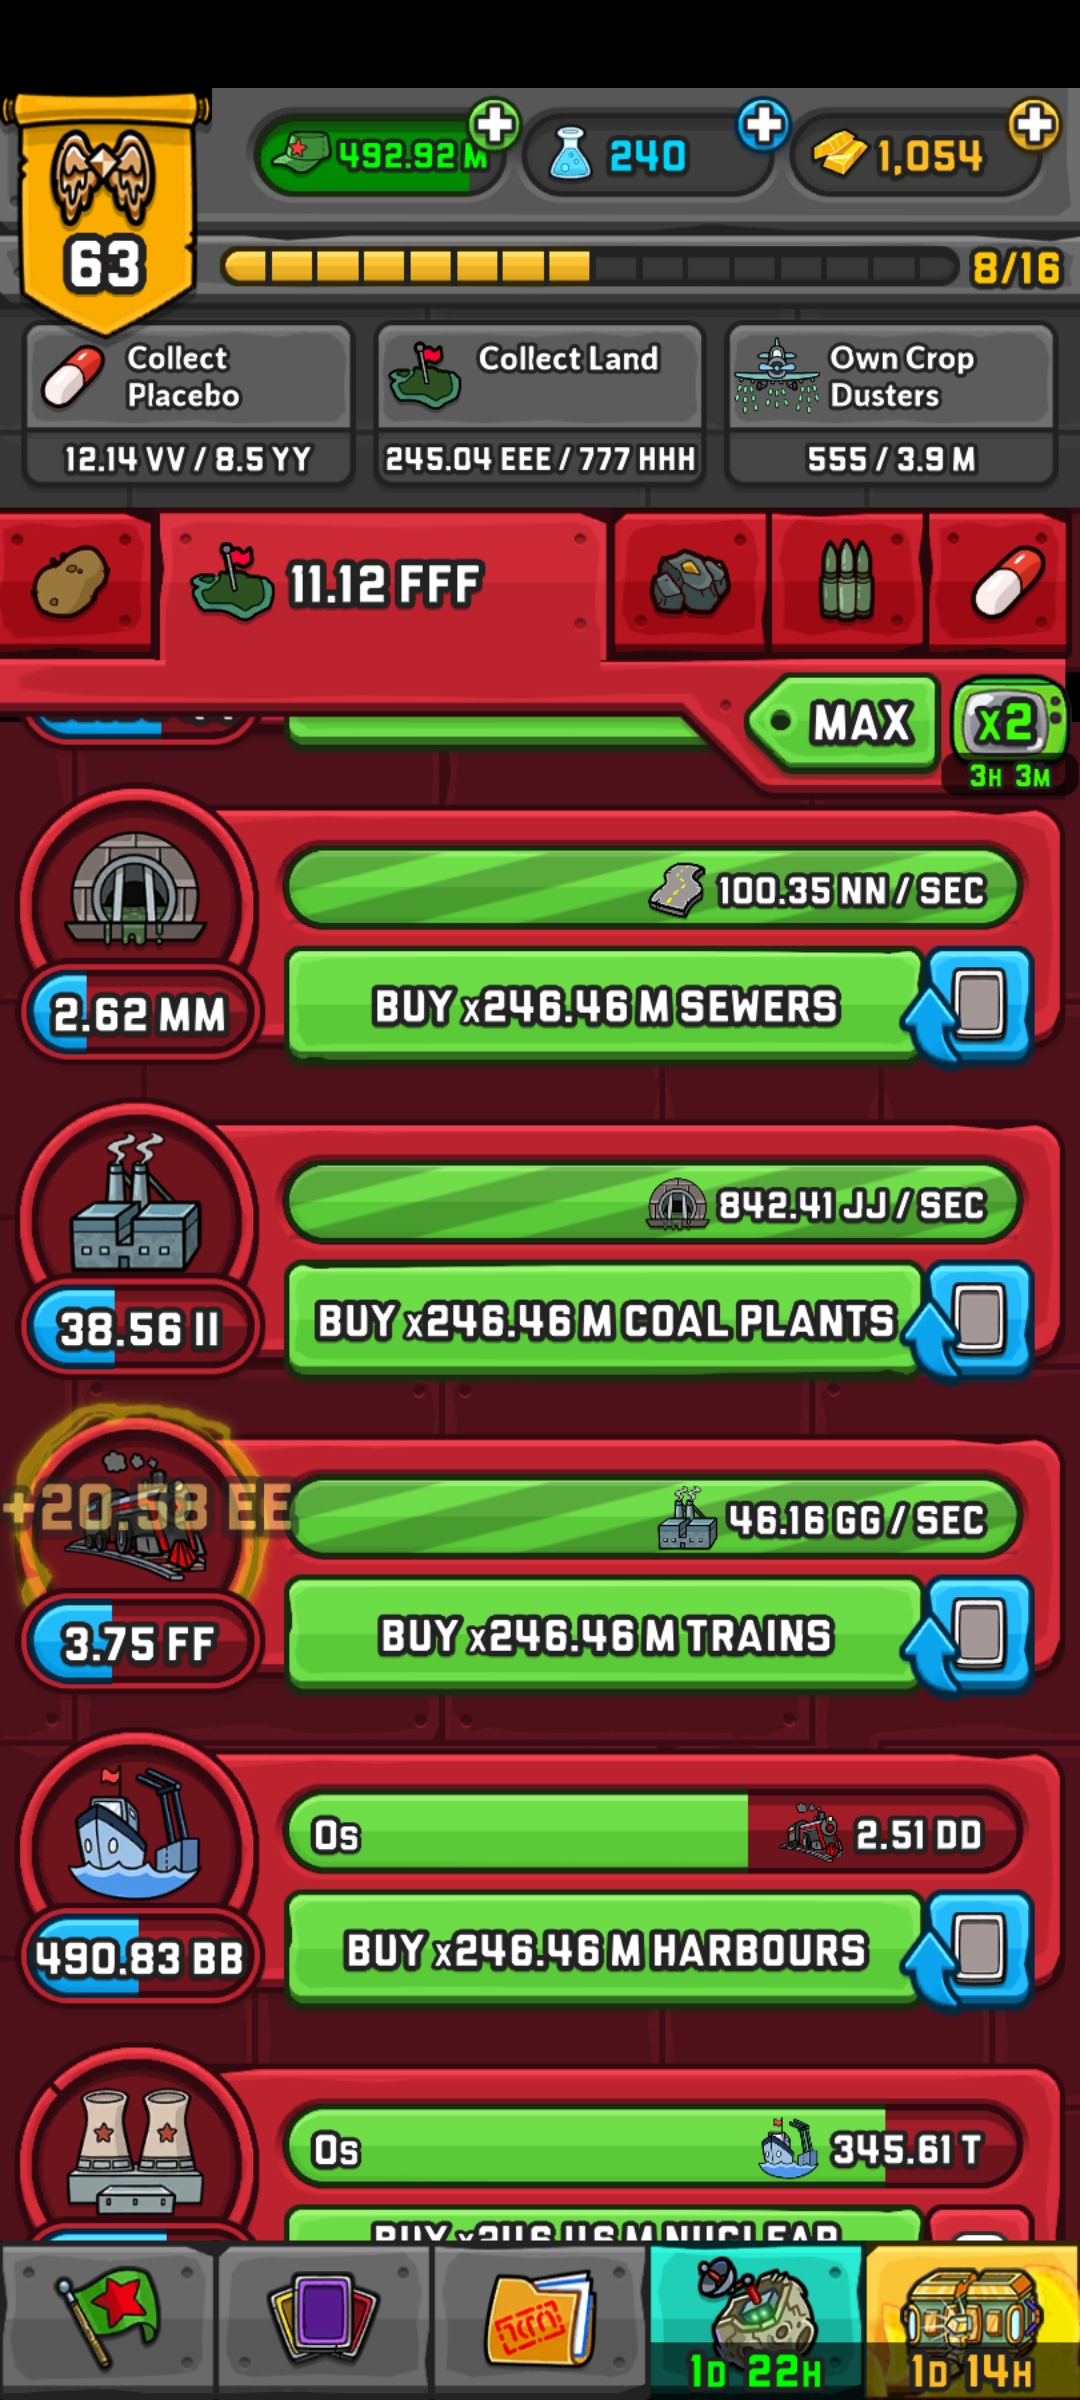 492.92 M
240
1,054
63
8/16
Collect
Placebo
12.14 VV / 8.5 YY
Collect Land
245.04 EEE / 777 HHH
Own Crop
Dusters
555 / 3.9 M
11.12 FFF
MAX
x2
3H 3M
100.35 NN / SEC
2.62 MM
BUY x246.46 M SEWERS
842.41 JJ / SEC
38.56 II
BUY x246.46 M COAL PLANTS
+20.58 EE
46.16 GG / SEC
3.75 FF
BUY x246.46 M TRAINS
0s
2.51 DD
490.83 BB
BUY x246.46 M HARBOURS
0s
345.61 T
BUY x246.46 M NUCLEAR
1D 22H
1D 14H